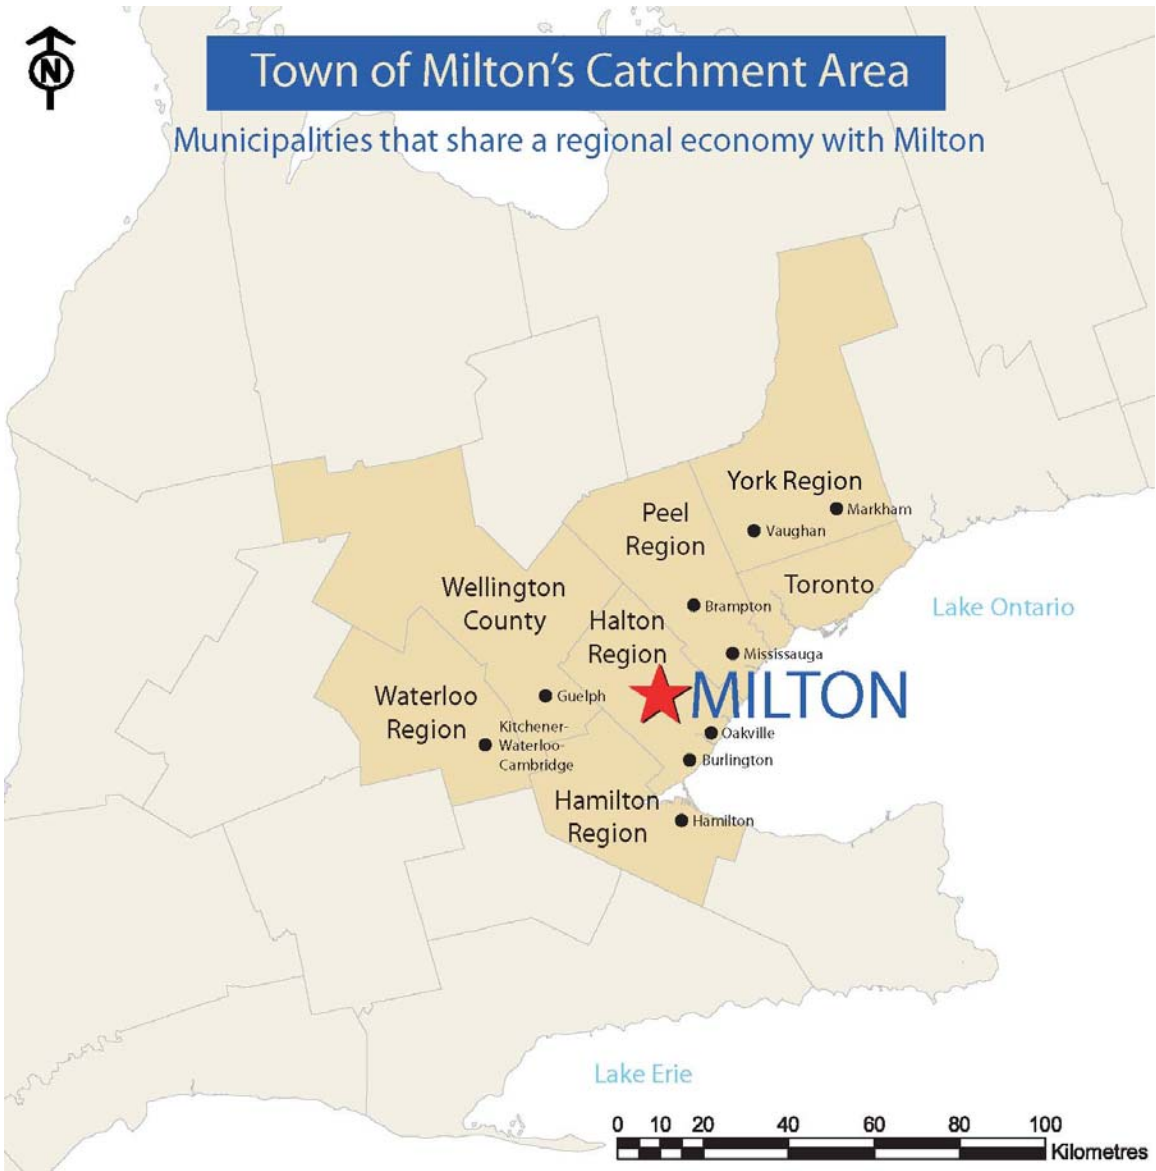 N
Town of Milton's Catchment Area
Municipalities that share a regional economy with Milton
York Region
Markham
Vaughan
Peel
Region
Toronto
Lake Ontario
Wellington
County
Brampton
Halton
Region
Mississauga
MILTON
Guelph
Waterloo
Region
Kitchener-
Waterloo-
Cambridge
Oakville
Burlington
Hamilton
Region
Hamilton
Lake Erie
0 10 20 40 60 80 100
Kilometres